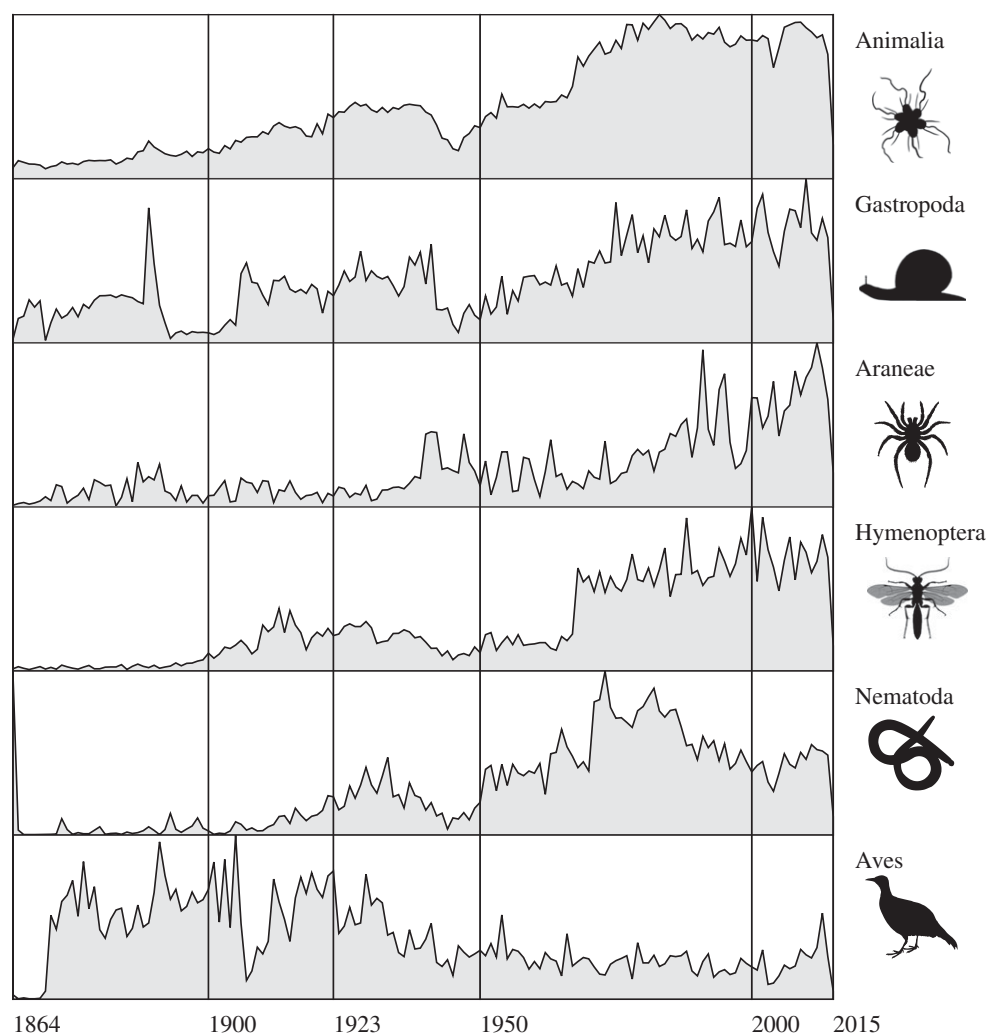 Animalia
Gastropoda
Araneae
Hymenoptera
Nematoda
Aves
1864 1900 1923 1950 2000 2015